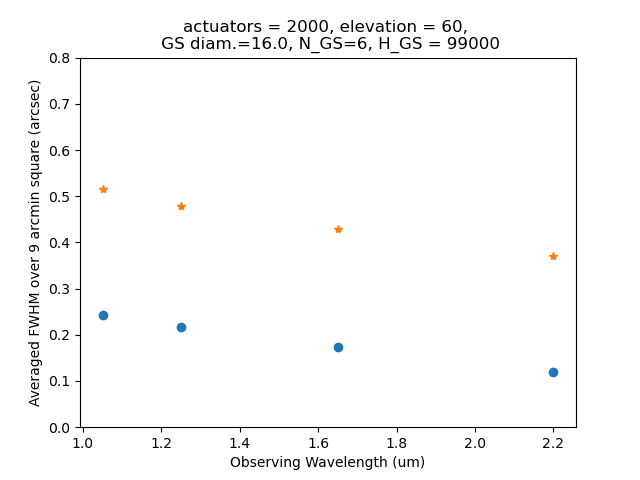 actuators = 2000, elevation = 60,
GS diam.=16.0, N_GS=6, H_GS = 99000
0.8
0.7
0.6
0.5
0.4
0.3
0.2
0.1
0.0
Averaged FWHM over 9 arcmin square (arcsec)
1.0 1.2 1.4 1.6 1.8 2.0 2.2
Observing Wavelength (um)